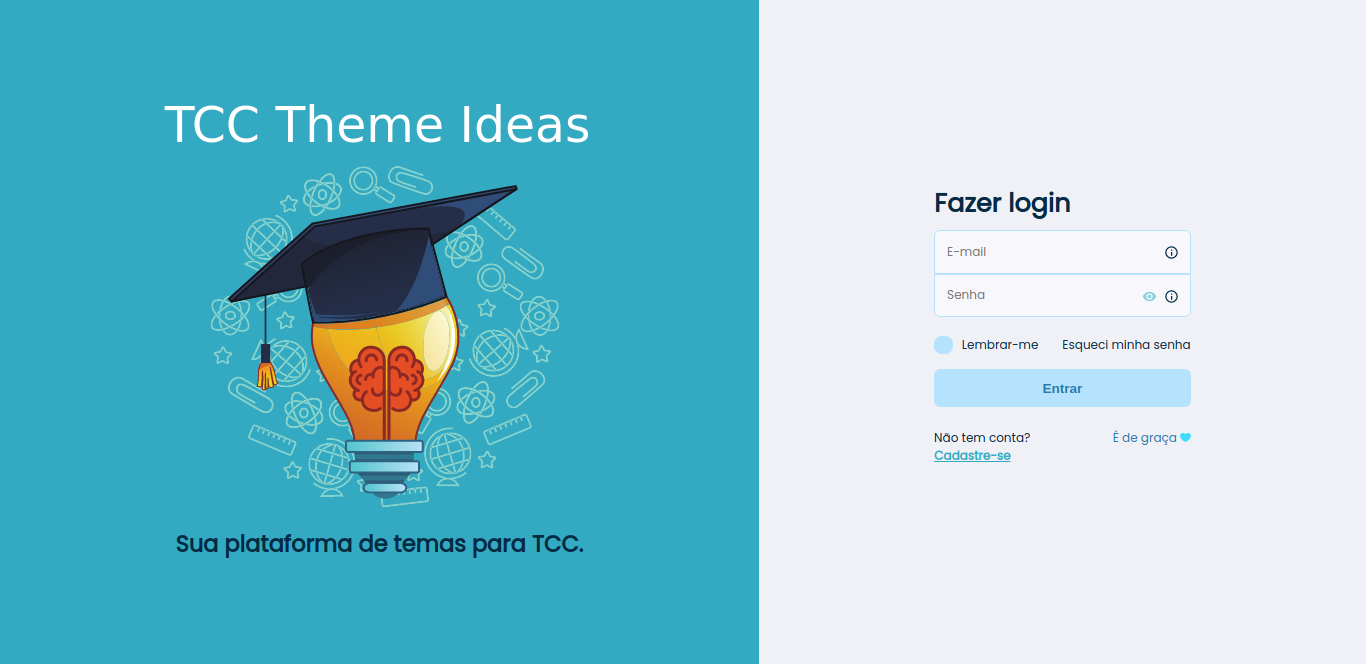 TCC Theme Ideas
Sua plataforma de temas para TCC.
Fazer login
E-mail
Senha
Lembrar-me Esqueci minha senha
Entrar
Não tem conta? É de graça
Cadastre-se